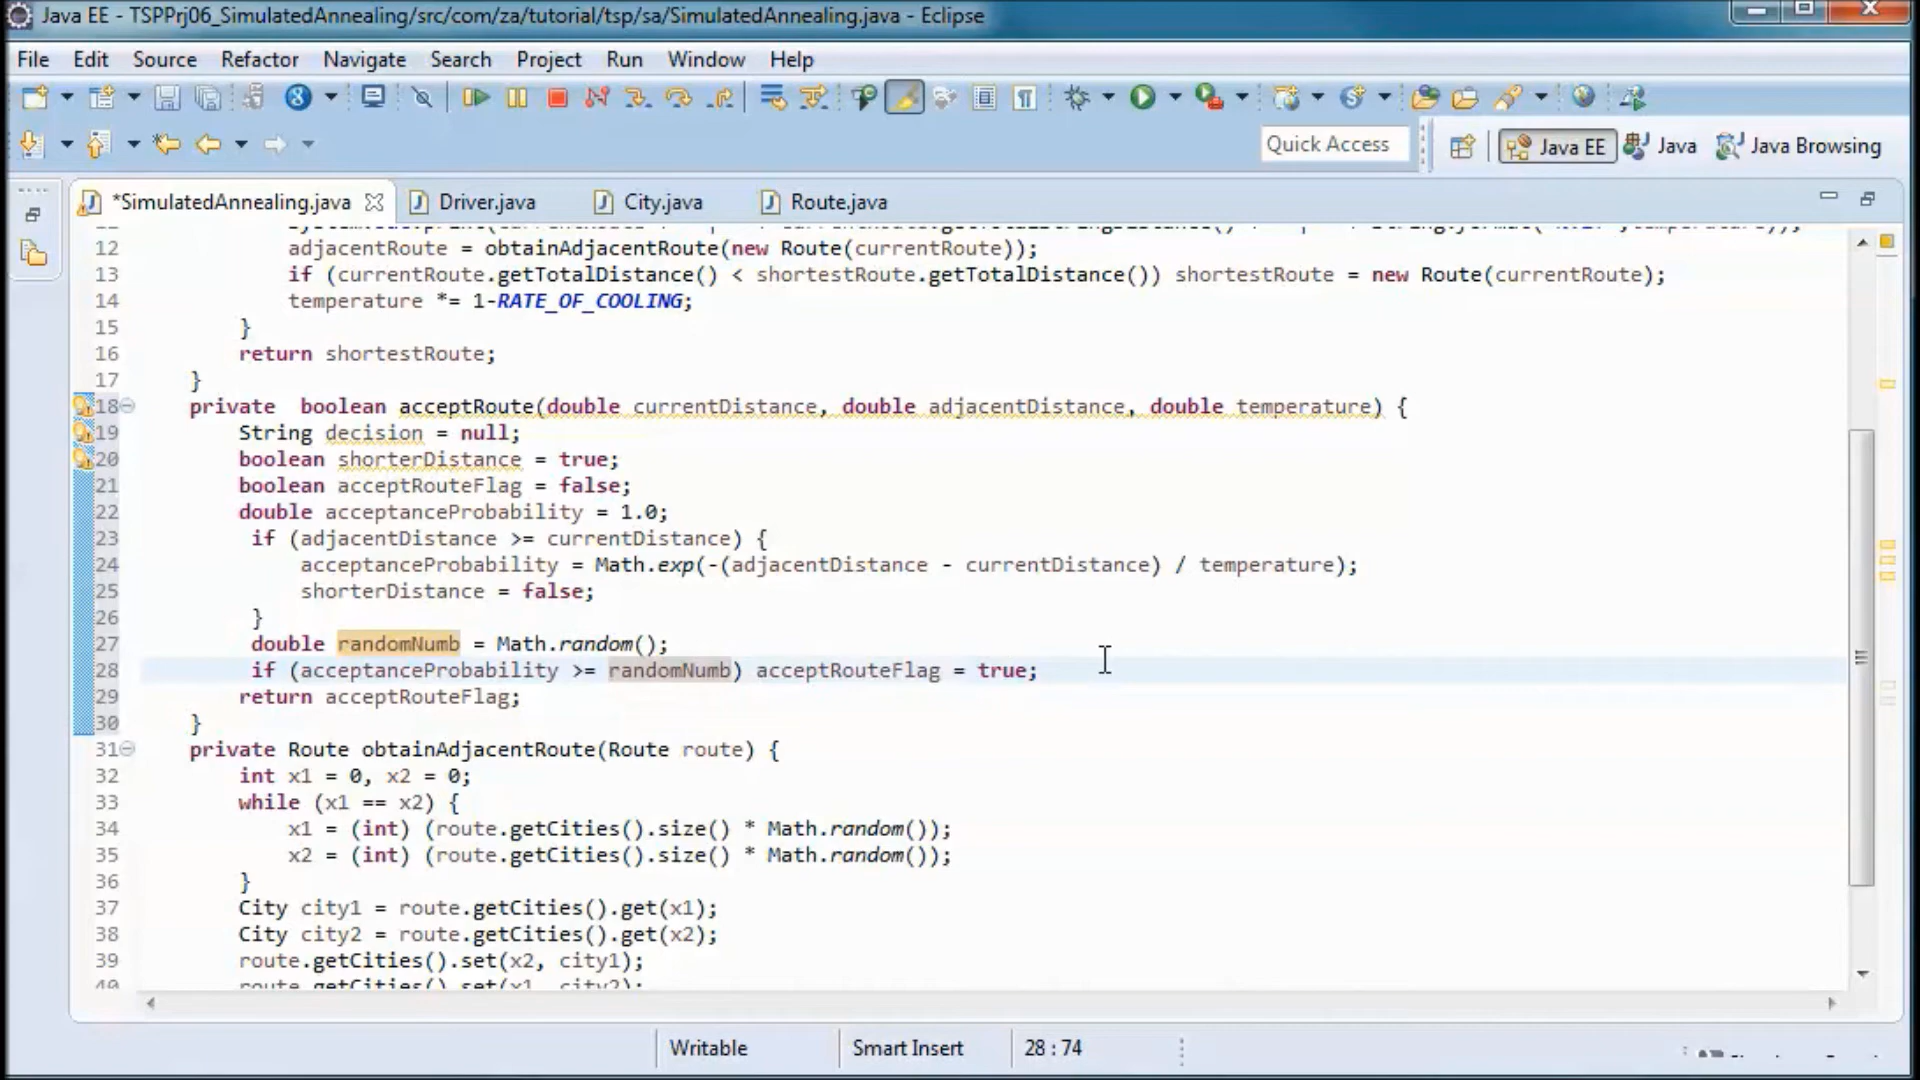 Java EE - TSPPrj06_SimulatedAnnealing/src/com/za/tutorial/tsp/sa/SimulatedAnnealing.java - Eclipse
File Edit Source Refactor Navigate Search Project Run Window Help
Quick Access Java EE Java Java Browsing
*SimulatedAnnealing.java Driver.java City.java Route.java
12 adjacentRoute = obtainAdjacentRoute(new Route(currentRoute));
13 if (currentRoute.getTotalDistance() < shortestRoute.getTotalDistance()) shortestRoute = new Route(currentRoute);
14 temperature *= 1-RATE_OF_COOLING;
15 }
16 return shortestRoute;
17 }
18 private boolean acceptRoute(double currentDistance, double adjacentDistance, double temperature) {
19 String decision = null;
20 boolean shorterDistance = true;
21 boolean acceptRouteFlag = false;
22 double acceptanceProbability = 1.0;
23 if (adjacentDistance >= currentDistance) {
24 acceptanceProbability = Math.exp(-(adjacentDistance - currentDistance) / temperature);
25 shorterDistance = false;
26 }
27 double randomNumb = Math.random();
28 if (acceptanceProbability >= randomNumb) acceptRouteFlag = true;
29 return acceptRouteFlag;
30 }
31 private Route obtainAdjacentRoute(Route route) {
32 int x1 = 0, x2 = 0;
33 while (x1 == x2) {
34 x1 = (int) (route.getCities().size() * Math.random());
35 x2 = (int) (route.getCities().size() * Math.random());
36 }
37 City city1 = route.getCities().get(x1);
38 City city2 = route.getCities().get(x2);
39 route.getCities().set(x2, city1);
40 route.getCities().set(x1, city2);
Writable Smart Insert 28 : 74